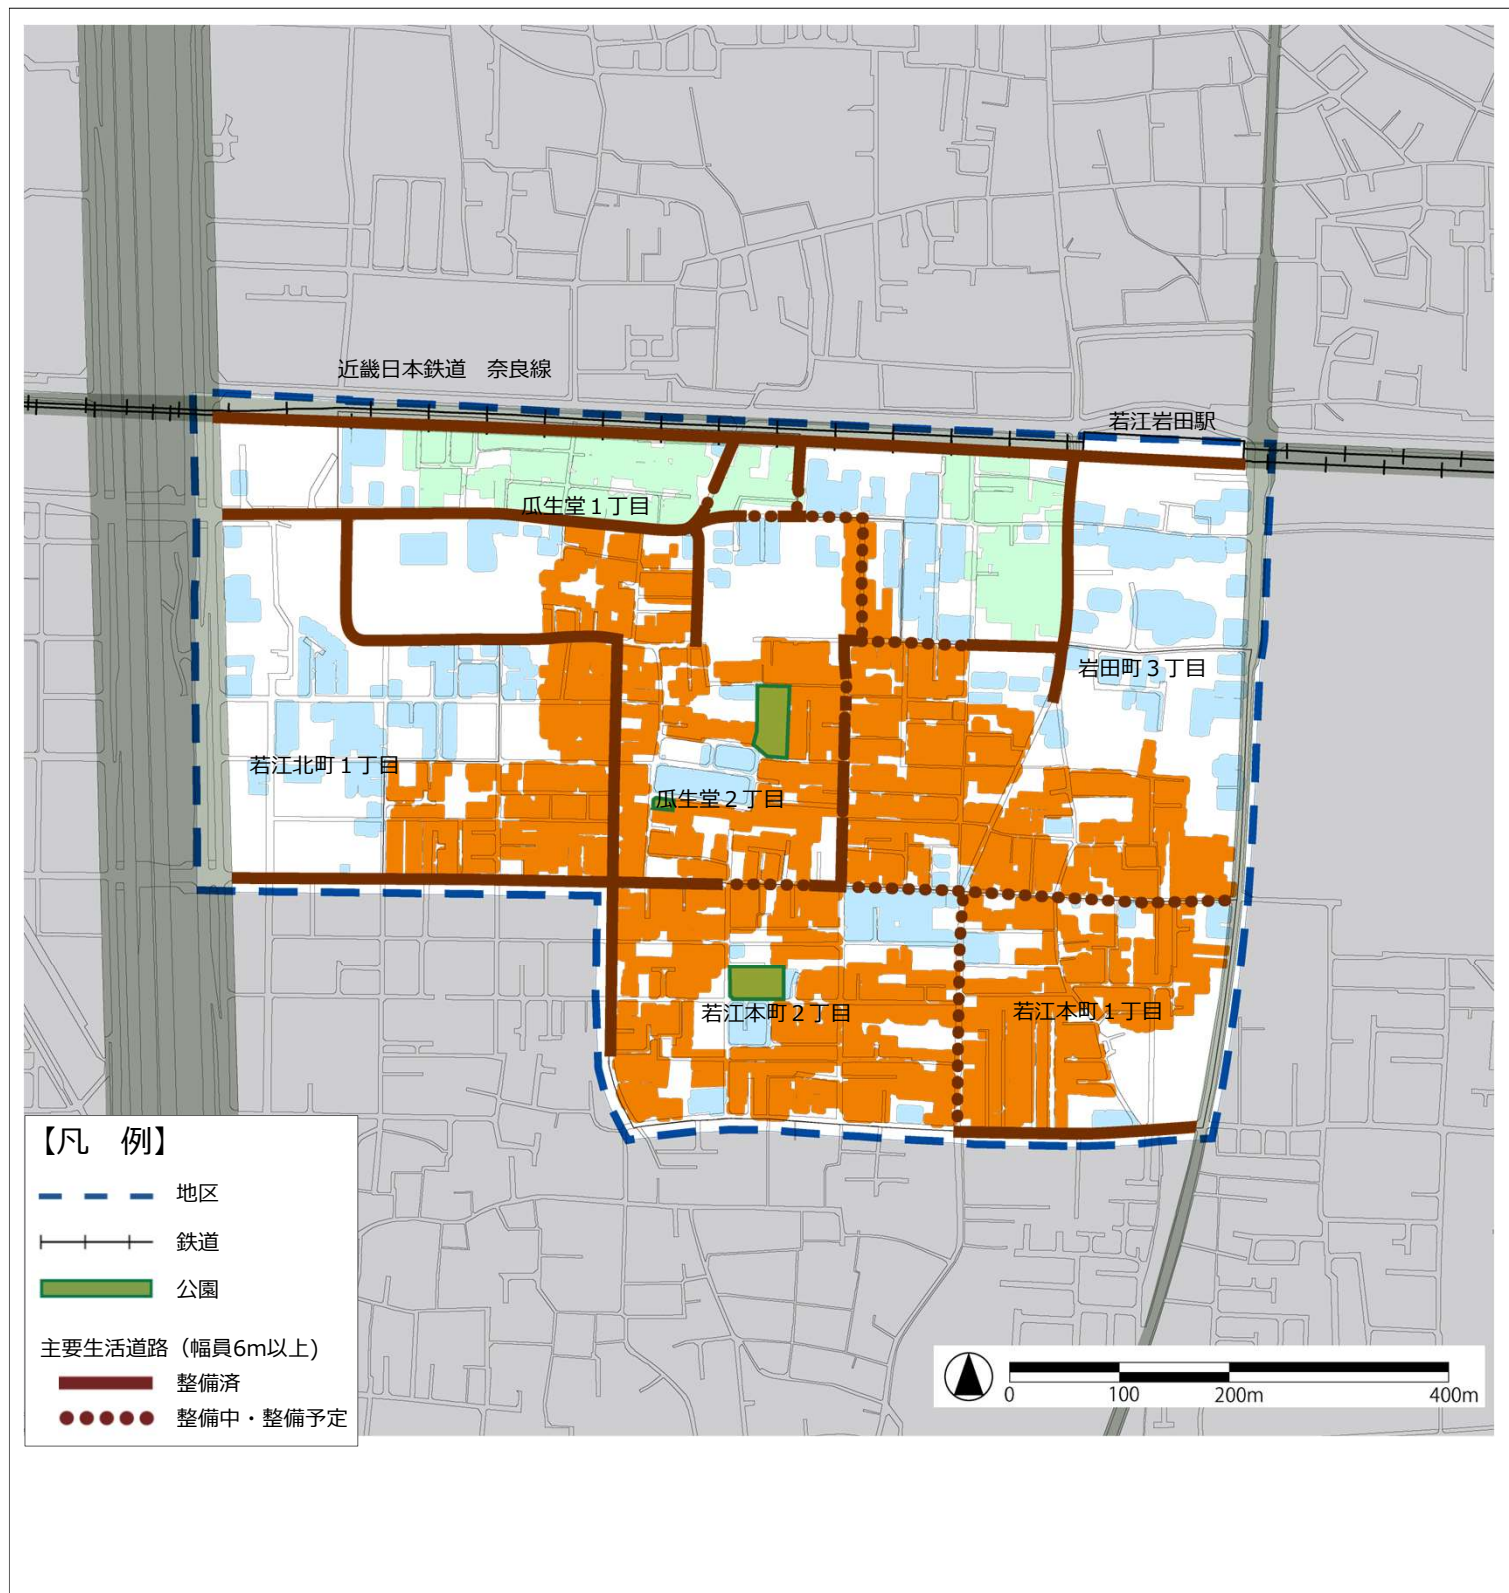 近畿日本鉄道　奈良線
若江岩田駅
瓜生堂１丁目
岩田町３丁目
若江北町１丁目
瓜生堂２丁目
若江本町２丁目
若江本町１丁目
【凡　例】
地区
鉄道
公園
主要生活道路（幅員6m以上)
整備済
整備中・整備予定
0 100 200m 400m